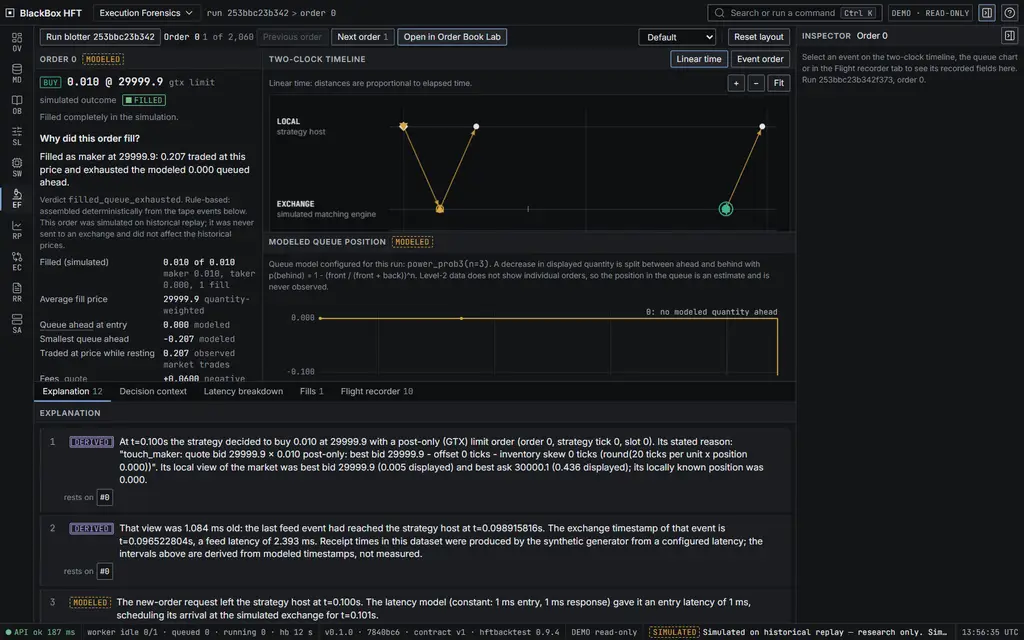 BlackBox HFT
Execution Forensics
run 253bbc23b342 > order 0
Search or run a command Ctrl K
DEMO · READ-ONLY
Run blotter 253bbc23b342
Order 0 1 of 2,060
Previous order
Next order 1
Open in Order Book Lab
Default
Reset layout
INSPECTOR Order 0
Select an event on the two-clock timeline, the queue chart
or in the Flight recorder tab to see its recorded fields here.
Run 253bbc23b342f373, order 0.
OV
MD
OB
SL
SW
EF
RP
EC
RR
SA
ORDER 0 MODELED
BUY 0.010 @ 29999.9 gtx limit
simulated outcome FILLED
Filled completely in the simulation.
Why did this order fill?
Filled as maker at 29999.9: 0.207 traded at this
price and exhausted the modeled 0.000 queued
ahead.
Verdict filled_queue_exhausted. Rule-based:
assembled deterministically from the tape events below.
This order was simulated on historical replay; it was never
sent to an exchange and did not affect the historical
prices.
Filled (simulated) 0.010 of 0.010
maker 0.010, taker
0.000, 1 fill
Average fill price 29999.9 quantity-
weighted
Queue ahead at entry 0.000 modeled
Smallest queue ahead -0.207 modeled
Traded at price while resting 0.207 observed
market trades
Fees, quote +0.0600 negative
TWO-CLOCK TIMELINE
Linear time
Event order
Linear time: distances are proportional to elapsed time.
+
−
Fit
LOCAL
strategy host
EXCHANGE
simulated matching engine
MODELED QUEUE POSITION MODELED
Queue model configured for this run: power_prob3(n=3). A decrease in displayed quantity is split between ahead and behind with
p(behind) = 1 - (front / (front + back))^n. Level-2 data does not show individual orders, so the position in the queue is an estimate and is
never observed.
0: no modeled quantity ahead
0.000
-0.100
Explanation 12
Decision context
Latency breakdown
Fills 1
Flight recorder 10
EXPLANATION
1 DERIVED At t=0.100s the strategy decided to buy 0.010 at 29999.9 with a post-only (GTX) limit order (order 0, strategy tick 0, slot 0). Its stated reason:
"touch_maker: quote bid 29999.9 × 0.010 post-only: best bid 29999.9 - offset 0 ticks - inventory skew 0 ticks (round(20 ticks per unit x position
0.000))". Its local view of the market was best bid 29999.9 (0.005 displayed) and best ask 30000.1 (0.436 displayed); its locally known position was
0.000.
rests on #0
2 DERIVED That view was 1.084 ms old: the last feed event had reached the strategy host at t=0.098915816s. The exchange timestamp of that event is
t=0.096522804s, a feed latency of 2.393 ms. Receipt times in this dataset were produced by the synthetic generator from a configured latency; the
intervals above are derived from modeled timestamps, not measured.
rests on #0
3 MODELED The new-order request left the strategy host at t=0.100s. The latency model (constant: 1 ms entry, 1 ms response) gave it an entry latency of 1 ms,
scheduling its arrival at the simulated exchange for t=0.101s.
API ok 187 ms
worker idle 0/1 · queued 0 · running 0 · hb 12 s
v0.1.0 · 7840bc6 · contract v1 · hftbacktest 0.9.4
DEMO read-only
SIMULATED Simulated on historical replay — research only. Sim…
13:56:35 UTC